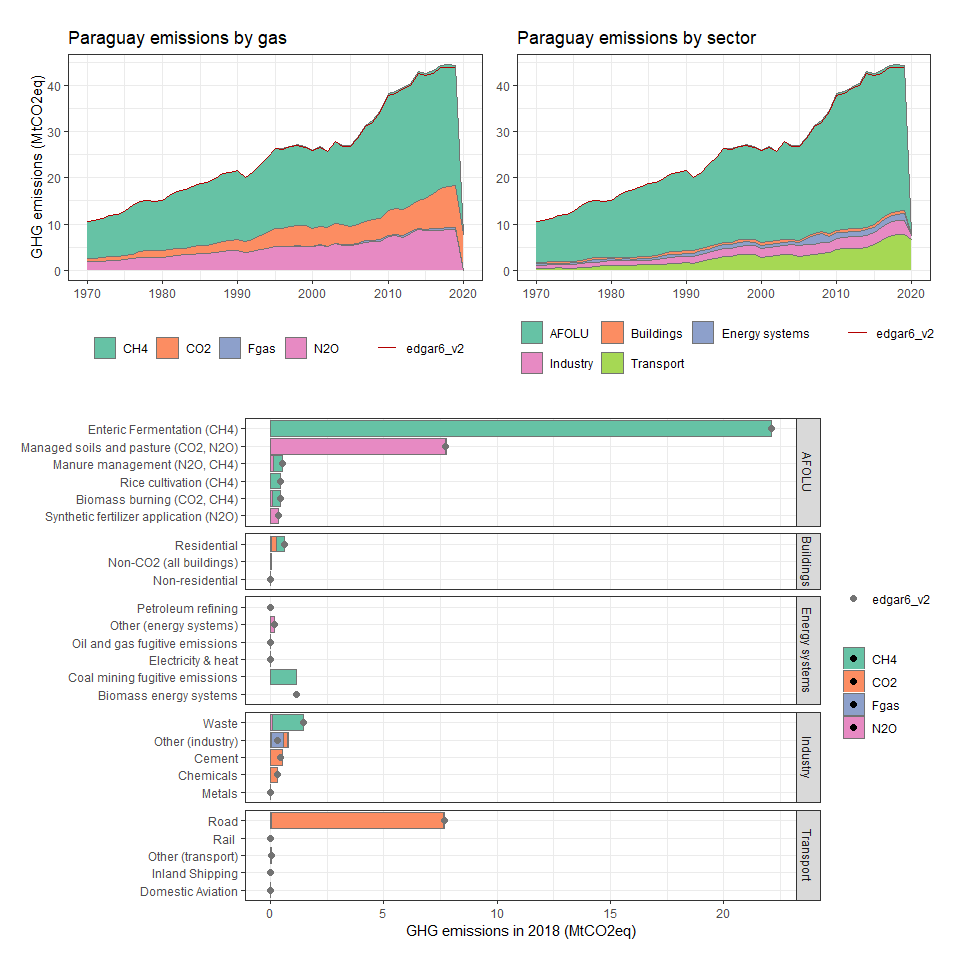 Paraguay emissions by gas
GHG emissions (MtCO2eq)
40
30
20
10
0
1970 1980 1990 2000 2010 2020
CH4 CO2 Fgas N2O edgar6_v2
Paraguay emissions by sector
40
30
20
10
0
1970 1980 1990 2000 2010 2020
AFOLU Buildings Energy systems edgar6_v2
Industry Transport
Enteric Fermentation (CH4)
Managed soils and pasture (CO2, N2O)
Manure management (N2O, CH4)
Rice cultivation (CH4)
Biomass burning (CO2, CH4)
Synthetic fertilizer application (N2O)
AFOLU
Residential
Non-CO2 (all buildings)
Non-residential
Buildings
Petroleum refining
Other (energy systems)
Oil and gas fugitive emissions
Electricity & heat
Coal mining fugitive emissions
Biomass energy systems
Energy systems
Waste
Other (industry)
Cement
Chemicals
Metals
Industry
Road
Rail
Other (transport)
Inland Shipping
Domestic Aviation
Transport
0 5 10 15 20
GHG emissions in 2018 (MtCO2eq)
edgar6_v2
CH4
CO2
Fgas
N2O